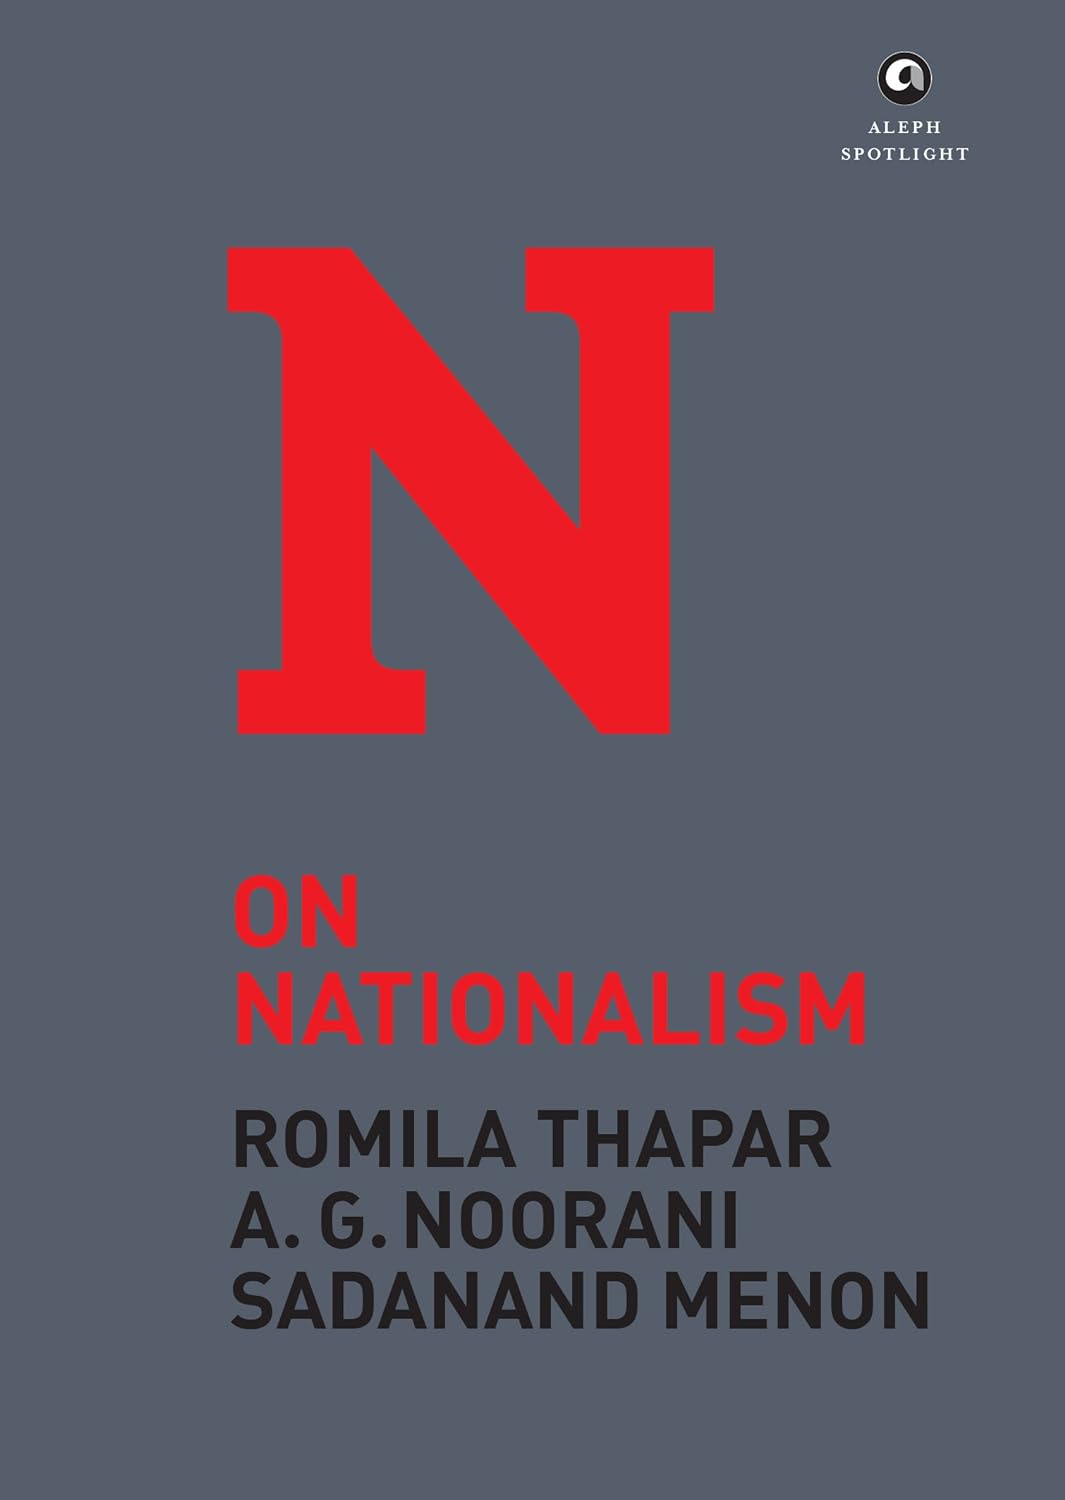 ALEPH
SPOTLIGHT
N
ON
NATIONALISM
ROMILA THAPAR
A. G. NOORANI
SADANAND MENON